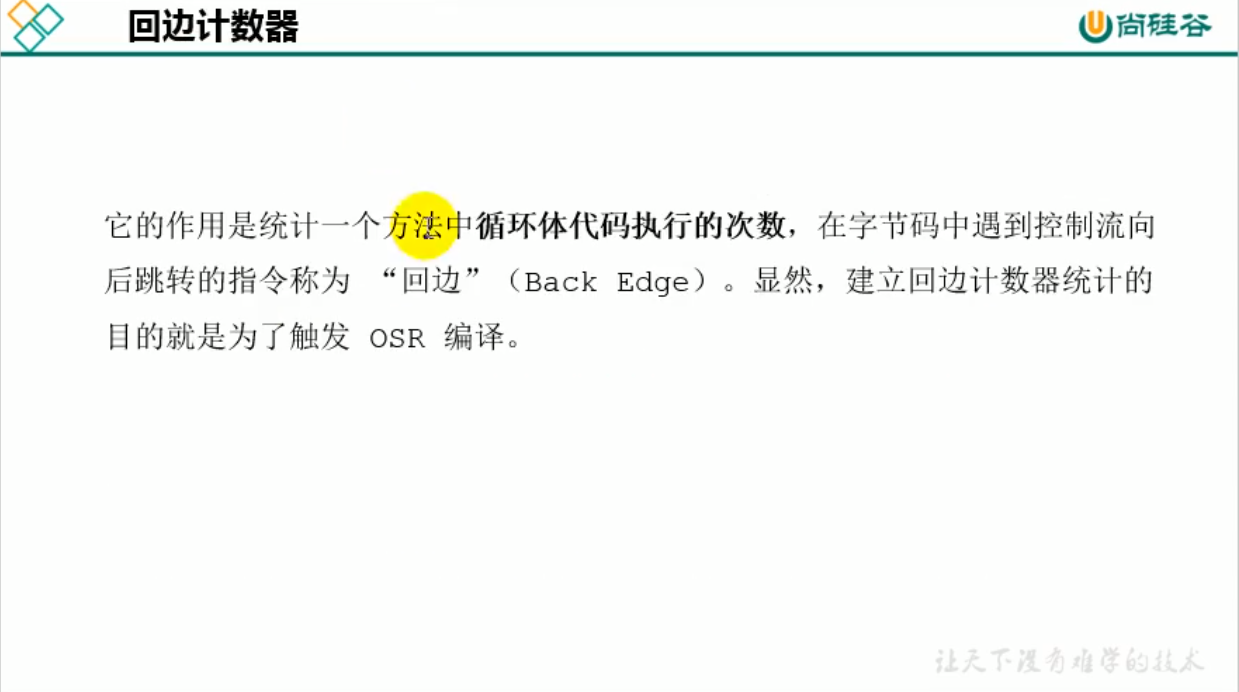 回边计数器
尚硅谷
它的作用是统计一个方法中循环体代码执行的次数，在字节码中遇到控制流向
后跳转的指令称为 “回边”（Back Edge）。显然，建立回边计数器统计的
目的就是为了触发 OSR 编译。
让天下没有难学的技术